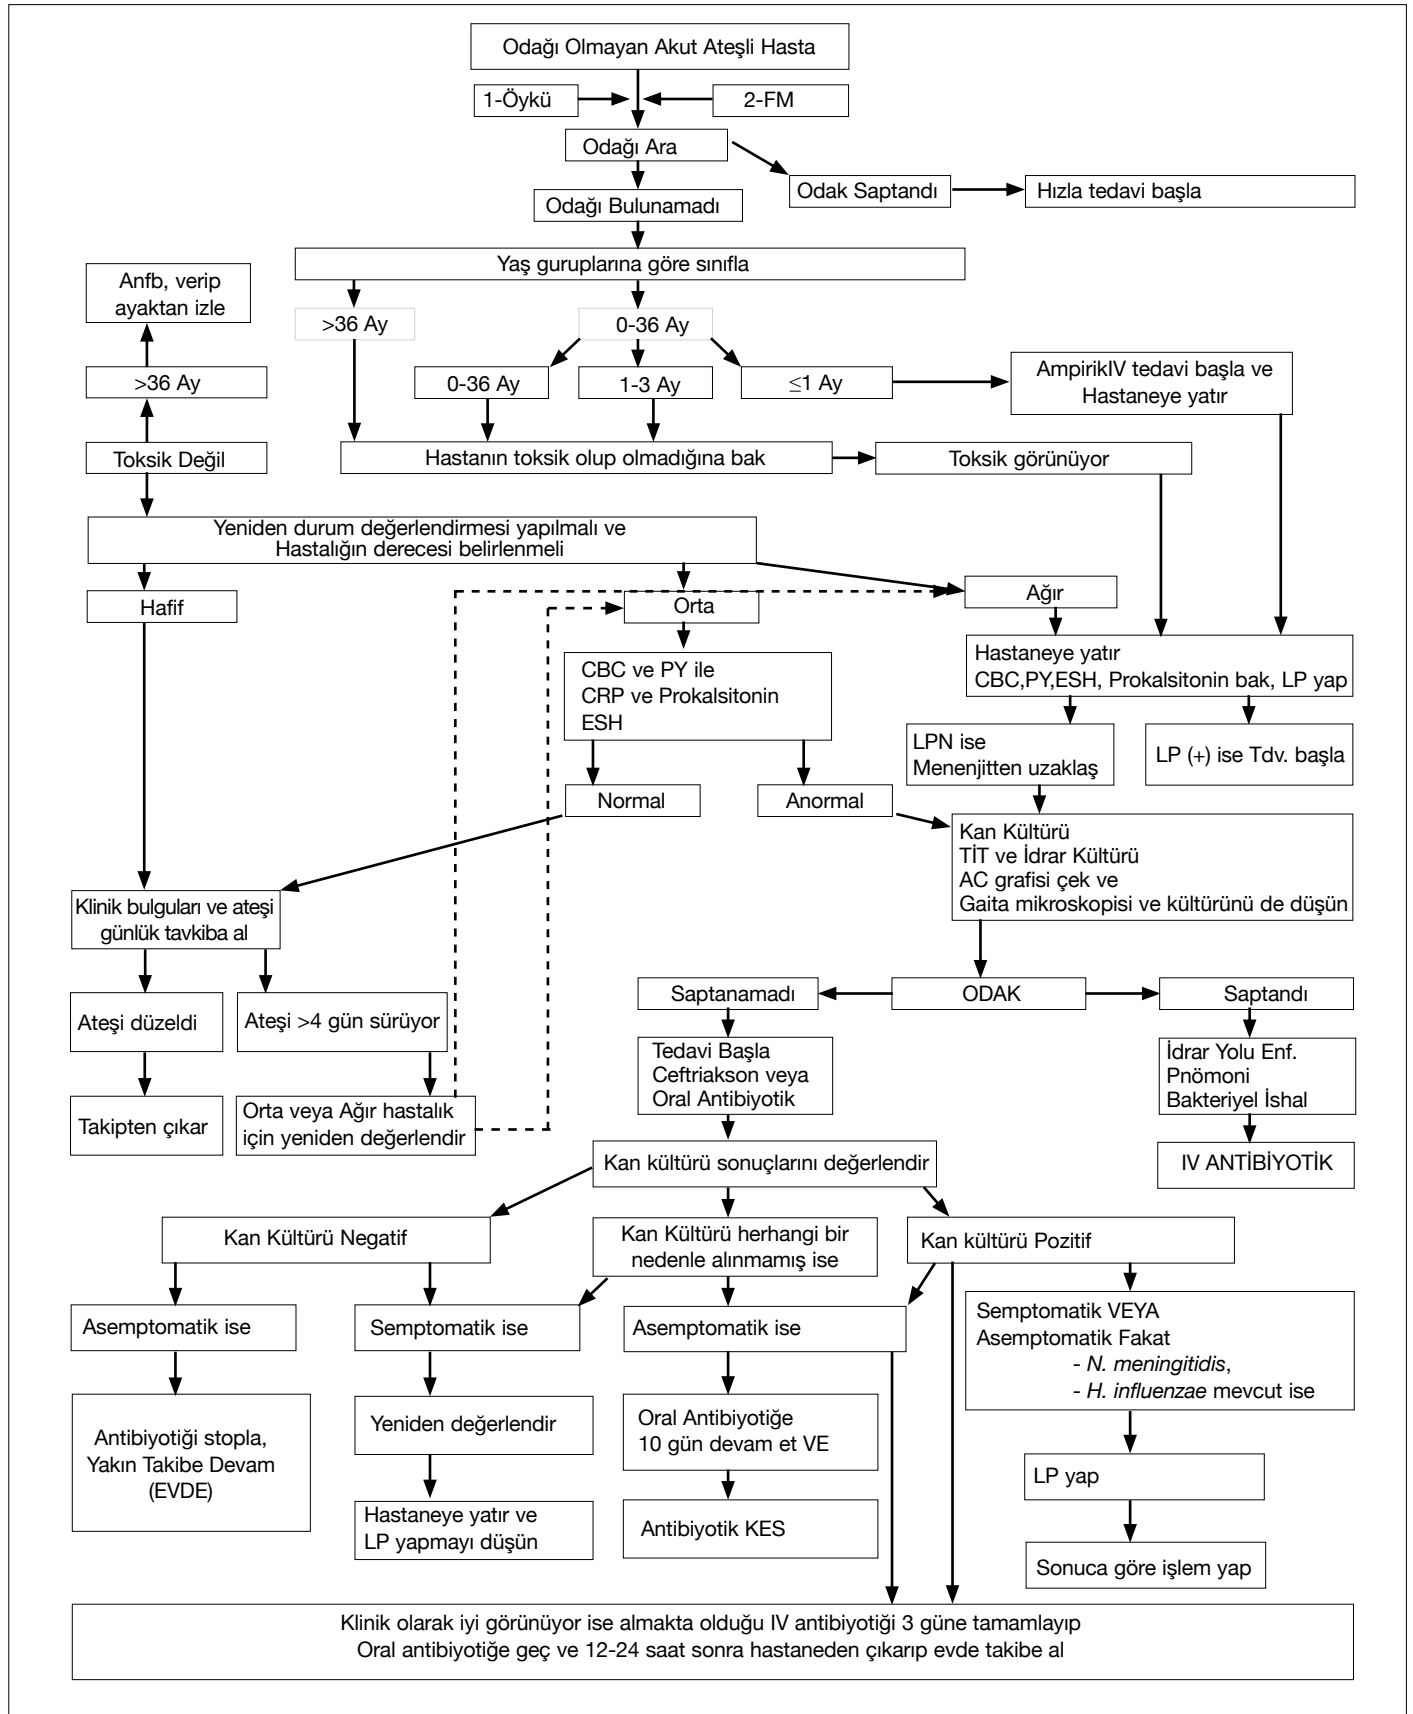 Odağı Olmayan Akut Ateşli Hasta
1-Öykü
2-FM
Odağı Ara
Odak Saptandı
Hızla tedavi başla
Odağı Bulunamadı
Yaş guruplarına göre sınıfla
Anfb, verip
ayaktan izle
>36 Ay
0-36 Ay
>36 Ay
0-36 Ay
1-3 Ay
≤1 Ay
AmpirikIV tedavi başla ve
Hastaneye yatır
Toksik Değil
Hastanın toksik olup olmadığına bak
Toksik görünüyor
Yeniden durum değerlendirmesi yapılmalı ve
Hastalığın derecesi belirlenmeli
Hafif
Orta
Ağır
CBC ve PY ile
CRP ve Prokalsitonin
ESH
Hastaneye yatır
CBC,PY,ESH, Prokalsitonin bak, LP yap
LPN ise
Menenjitten uzaklaş
LP (+) ise Tdv. başla
Normal
Anormal
Kan Kültürü
TİT ve İdrar Kültürü
AC grafisi çek ve
Gaita mikroskopisi ve kültürünü de düşün
Klinik bulguları ve ateşi
günlük tavkiba al
Saptanamadı
ODAK
Saptandı
Ateşi düzeldi
Ateşi >4 gün sürüyor
Tedavi Başla
Ceftriakson veya
Oral Antibiyotik
İdrar Yolu Enf.
Pnömoni
Bakteriyel İshal
Takipten çıkar
Orta veya Ağır hastalık
için yeniden değerlendir
Kan kültürü sonuçlarını değerlendir
IV ANTİBİYOTİK
Kan Kültürü Negatif
Kan Kültürü herhangi bir
nedenle alınmamış ise
Kan kültürü Pozitif
Asemptomatik ise
Semptomatik ise
Asemptomatik ise
Semptomatik VEYA
Asemptomatik Fakat
- N. meningitidis,
- H. influenzae mevcut ise
Antibiyotiği stopla,
Yakın Takibe Devam
(EVDE)
Yeniden değerlendir
Oral Antibiyotiğe
10 gün devam et VE
LP yap
Hastaneye yatır ve
LP yapmayı düşün
Antibiyotik KES
Sonuca göre işlem yap
Klinik olarak iyi görünüyor ise almakta olduğu IV antibiyotiği 3 güne tamamlayıp
Oral antibiyotiğe geç ve 12-24 saat sonra hastaneden çıkarıp evde takibe al